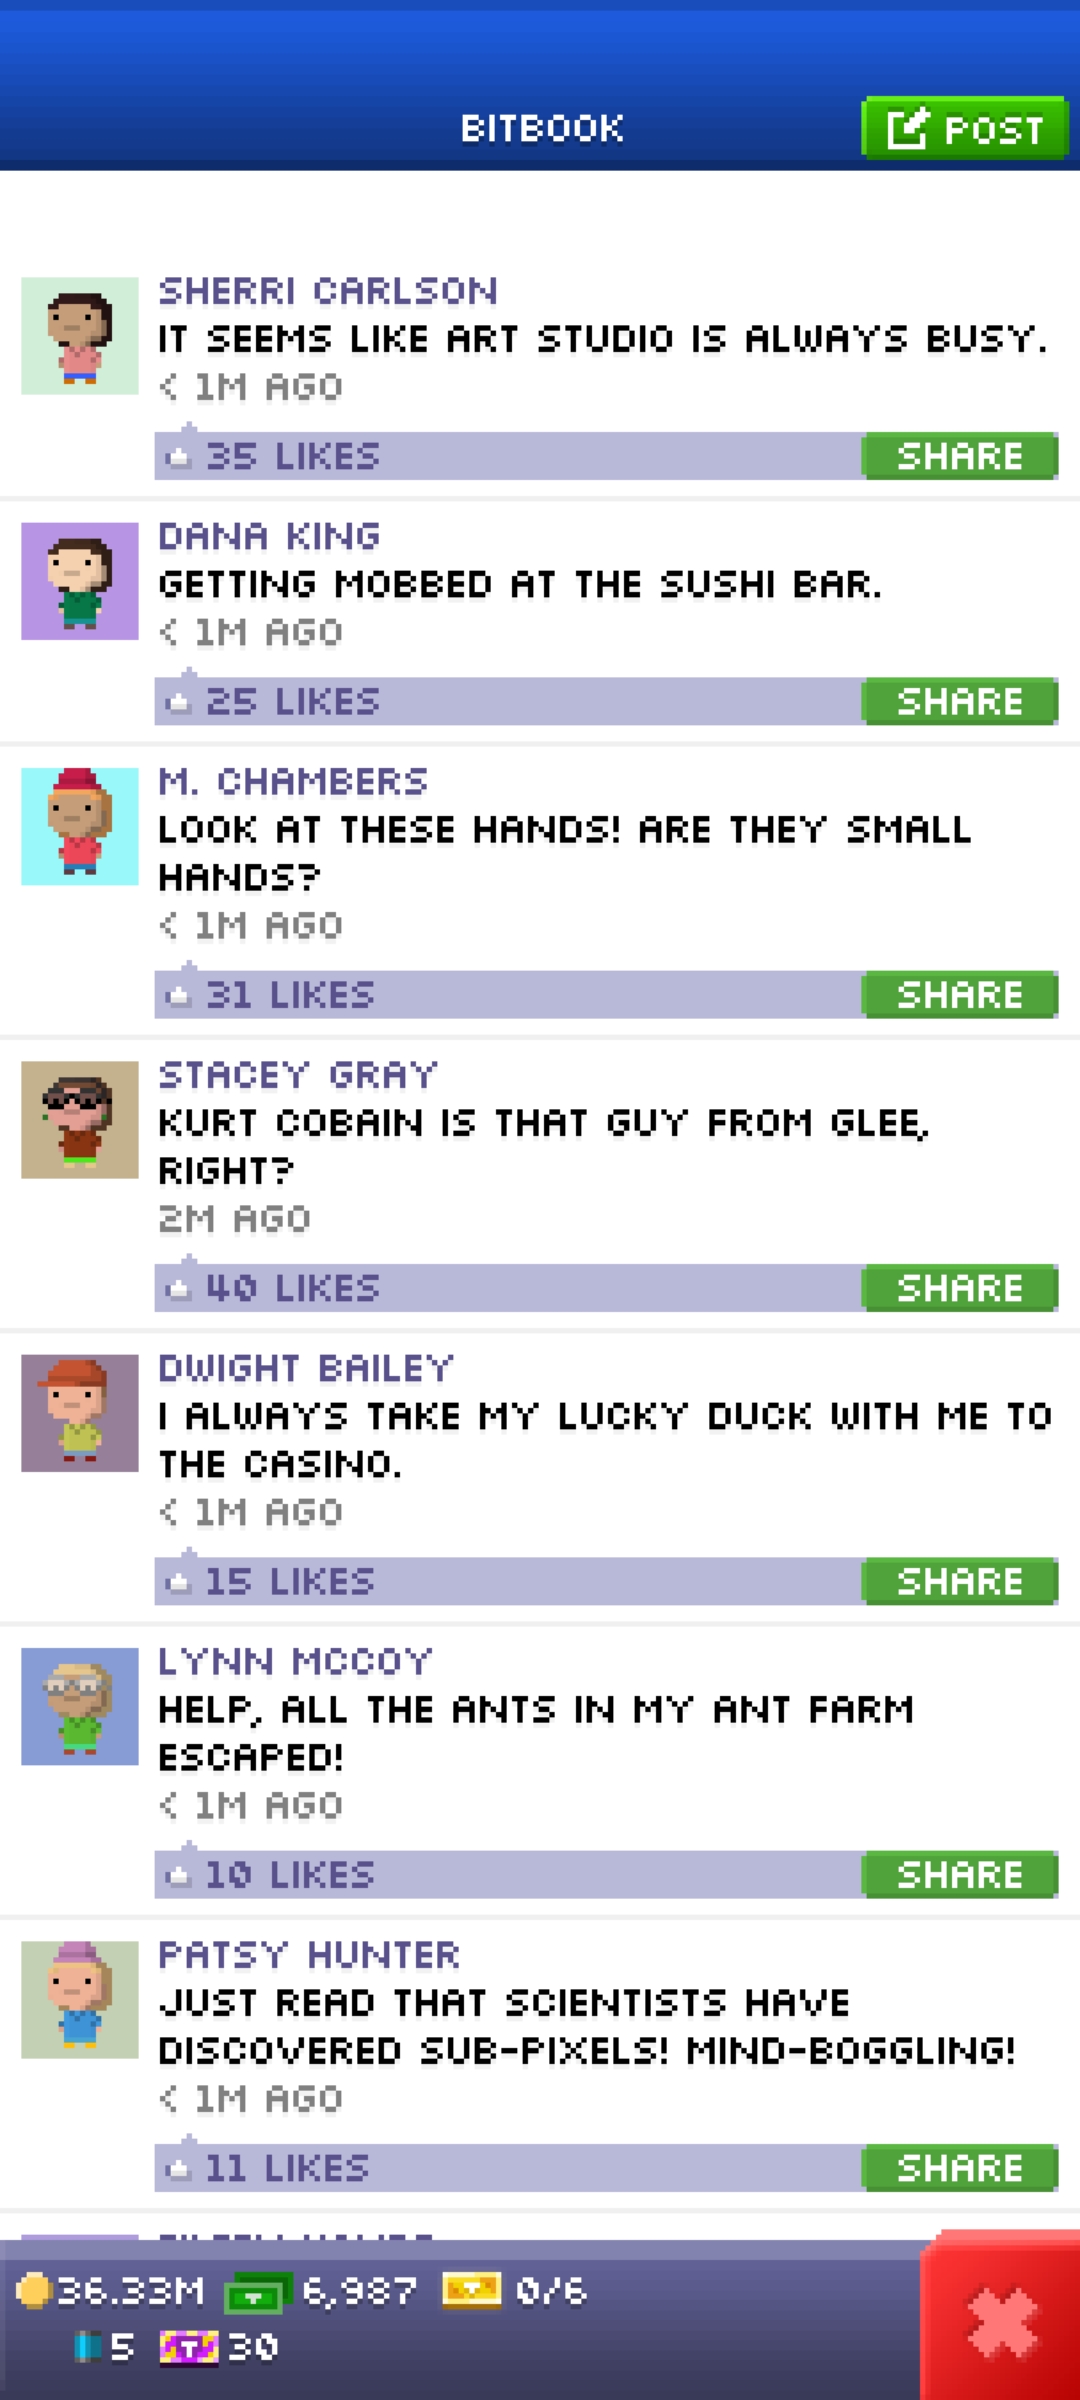 BITBOOK
POST
SHERRI CARLSON
IT SEEMS LIKE ART STUDIO IS ALWAYS BUSY.
< 1M AGO
35 LIKES
SHARE
DANA KING
GETTING MOBBED AT THE SUSHI BAR.
< 1M AGO
25 LIKES
SHARE
M. CHAMBERS
LOOK AT THESE HANDS! ARE THEY SMALL
HANDS?
< 1M AGO
31 LIKES
SHARE
STACEY GRAY
KURT COBAIN IS THAT GUY FROM GLEE,
RIGHT?
2M AGO
40 LIKES
SHARE
DWIGHT BAILEY
I ALWAYS TAKE MY LUCKY DUCK WITH ME TO
THE CASINO.
< 1M AGO
15 LIKES
SHARE
LYNN MCCOY
HELP, ALL THE ANTS IN MY ANT FARM
ESCAPED!
< 1M AGO
10 LIKES
SHARE
PATSY HUNTER
JUST READ THAT SCIENTISTS HAVE
DISCOVERED SUB-PIXELS! MIND-BOGGLING!
< 1M AGO
11 LIKES
SHARE
36.33M 6,987 0/6
5 T 30